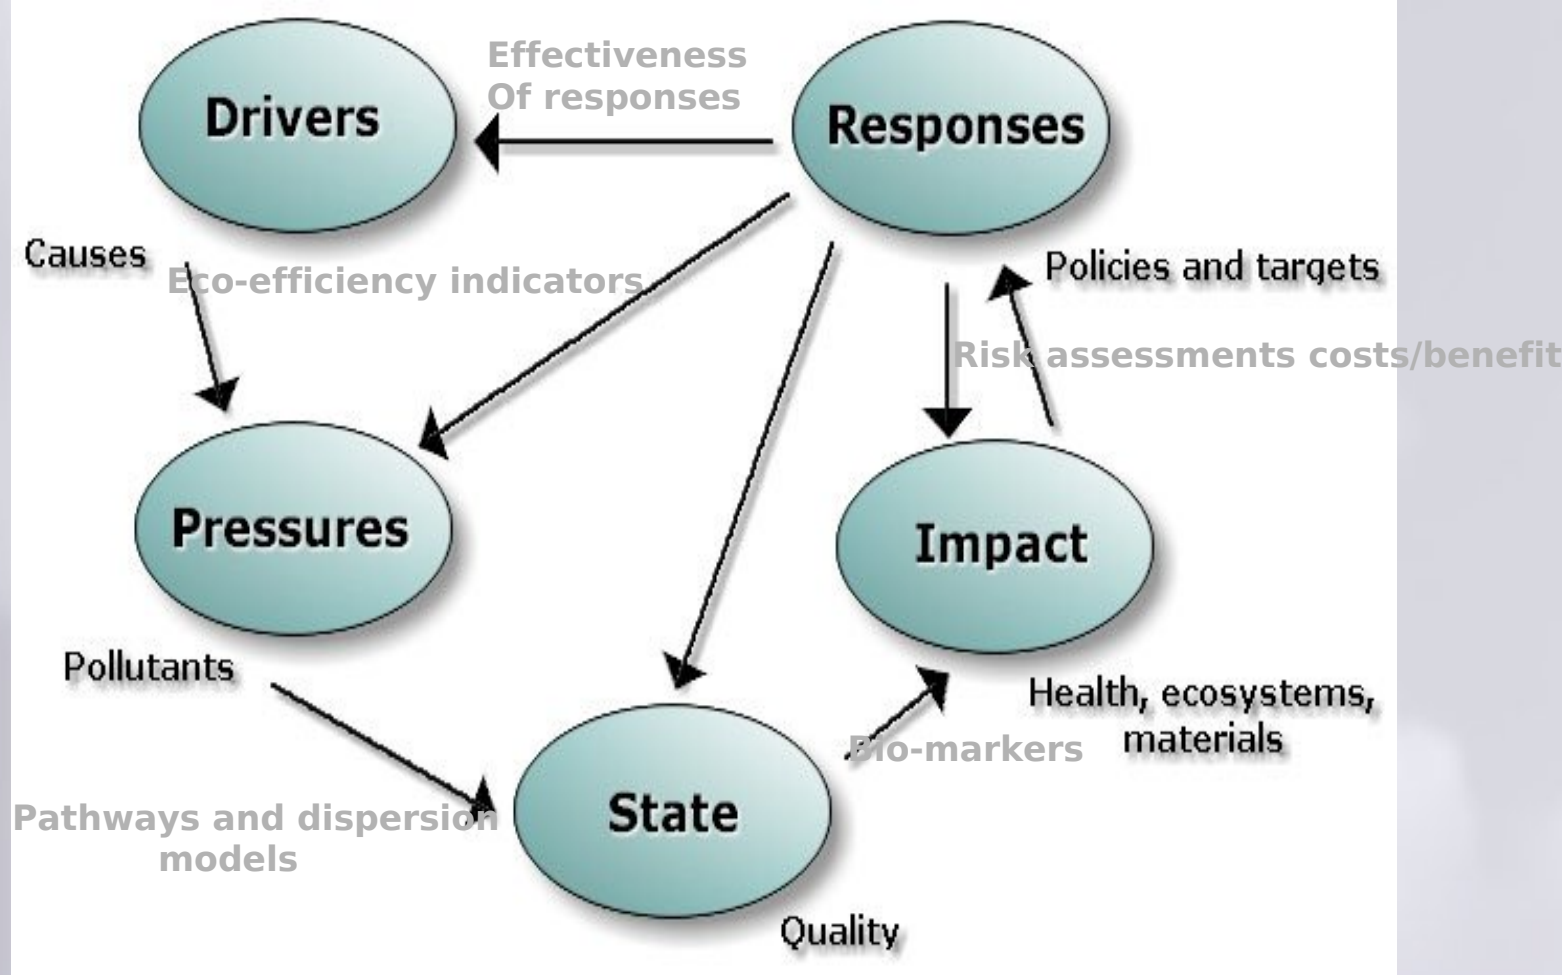 Effectiveness
Of responses
Drivers
Responses
Causes
Eco-efficiency indicators
Policies and targets
Risk assessments costs/benefit
Pressures
Impact
Pollutants
Health, ecosystems,
materials
Bio-markers
Pathways and dispersion
models
State
Quality